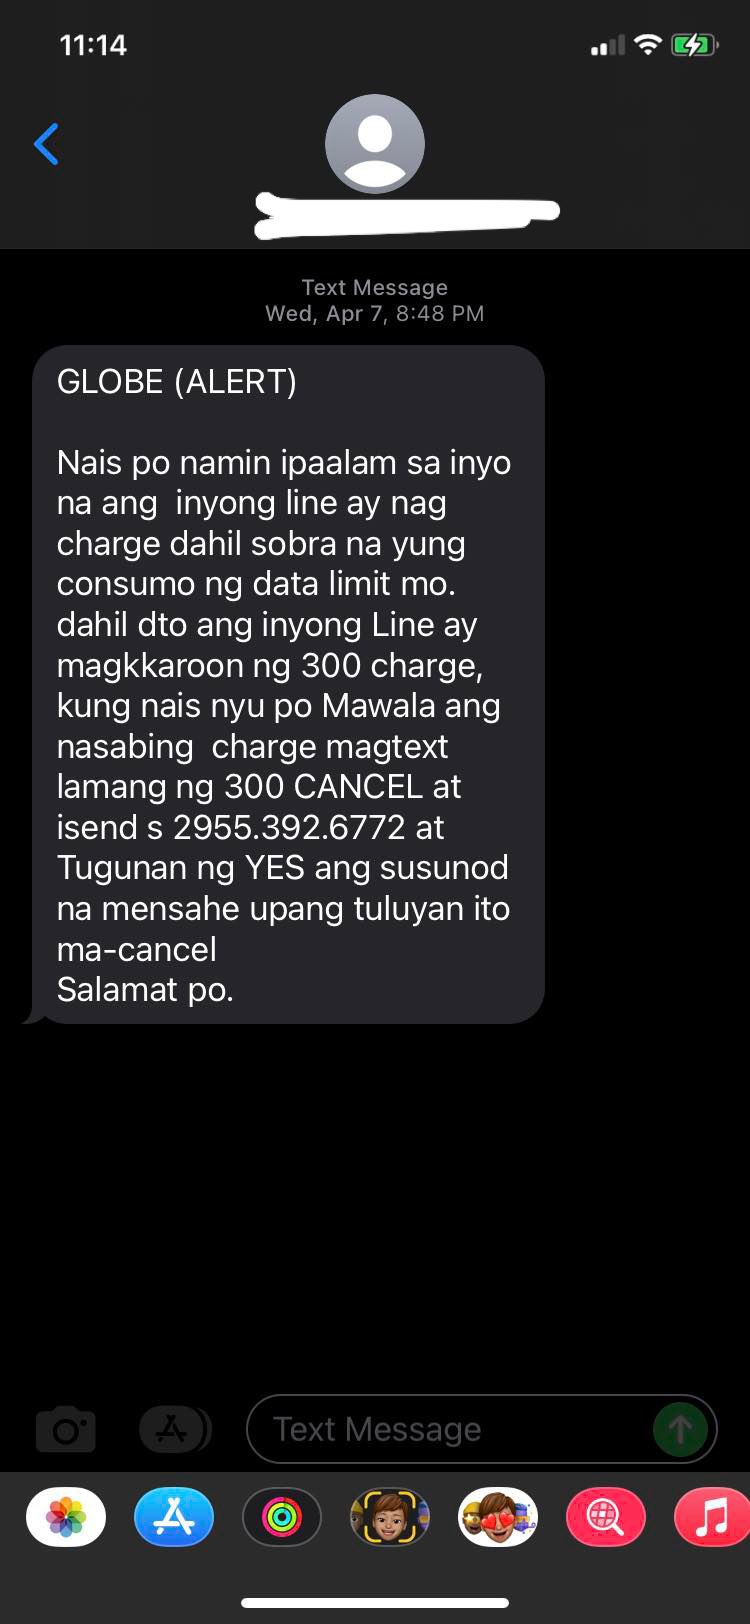 11:14
Text Message
Wed, Apr 7, 8:48 PM
GLOBE (ALERT)
Nais po namin ipaalam sa inyo
na ang  inyong line ay nag
charge dahil sobra na yung
consumo ng data limit mo.
dahil dto ang inyong Line ay
magkkaroon ng 300 charge,
kung nais nyu po Mawala ang
nasabing  charge magtext
lamang ng 300 CANCEL at
isend s 2955.392.6772 at
Tugunan ng YES ang susunod
na mensahe upang tuluyan ito
ma-cancel
Salamat po.
Text Message